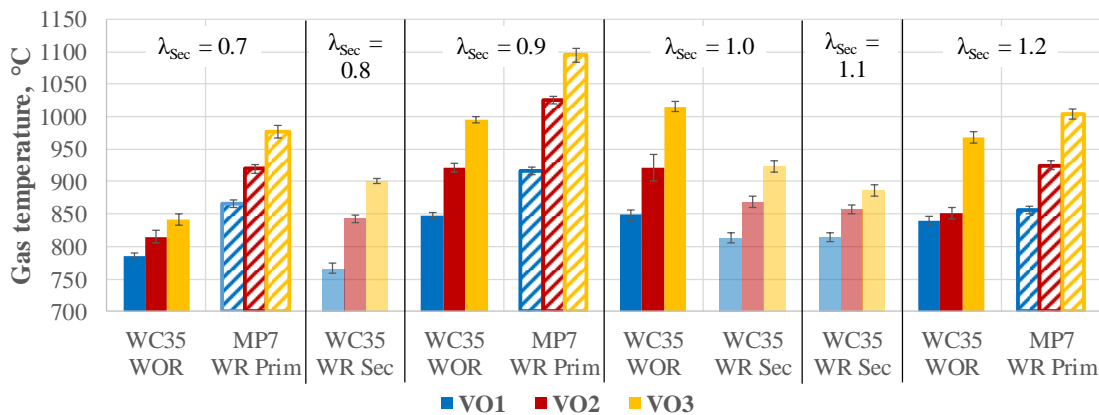 Gas temperature, °C
1150
1100
1050
1000
950
900
850
800
750
700
λSec = 0.7
λSec =
0.8
λSec = 0.9
λSec = 1.0
λSec =
1.1
λSec = 1.2
WC35
WOR
MP7
WR Prim
WC35
WR Sec
WC35
WOR
MP7
WR Prim
WC35
WOR
WC35
WR Sec
WC35
WR Sec
WC35
WOR
MP7
WR Prim
VO1 VO2 VO3